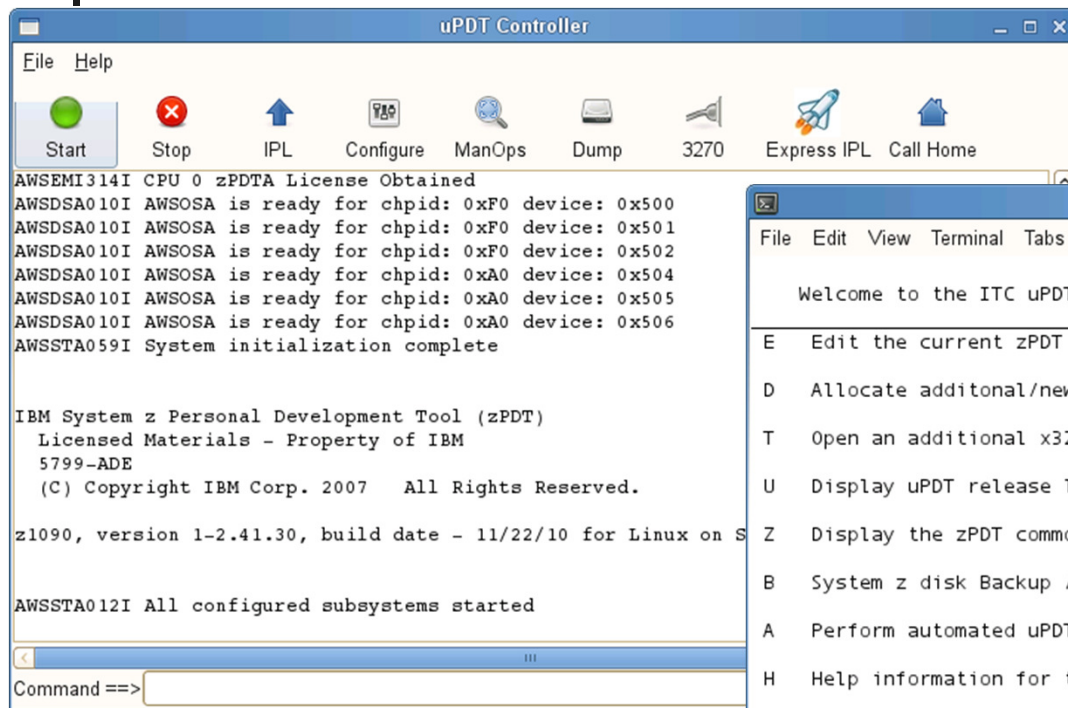 uPDT Controller
File Help
Start Stop IPL Configure ManOps Dump 3270 Express IPL Call Home
AWSEMI314I CPU 0 zPDTA License Obtained
AWSDSA010I AWSOSA is ready for chpid: 0xF0 device: 0x500
AWSDSA010I AWSOSA is ready for chpid: 0xF0 device: 0x501
AWSDSA010I AWSOSA is ready for chpid: 0xF0 device: 0x502
AWSDSA010I AWSOSA is ready for chpid: 0xA0 device: 0x504
AWSDSA010I AWSOSA is ready for chpid: 0xA0 device: 0x505
AWSDSA010I AWSOSA is ready for chpid: 0xA0 device: 0x506
AWSSTA059I System initialization complete
IBM System z Personal Development Tool (zPDT)
Licensed Materials - Property of IBM
5799-ADE
(C) Copyright IBM Corp. 2007 All Rights Reserved.
z1090, version 1-2.41.30, build date - 11/22/10 for Linux on S
AWSSTA012I All configured subsystems started
Command ==>
File Edit View Terminal Tabs
Welcome to the ITC uPDT
E Edit the current zPDT
D Allocate additonal/new
T Open an additional x32
U Display uPDT release
Z Display the zPDT commo
B System z disk Backup
A Perform automated uPDT
H Help information for